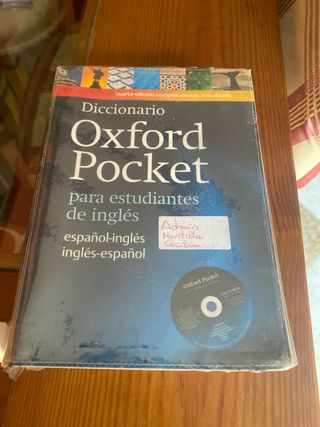 cuarta edición completamente actualizada
Diccionario
Oxford
Pocket
para estudiantes
de inglés
español-inglés
inglés-español
Adrián
Montilla
Oxford Pocket